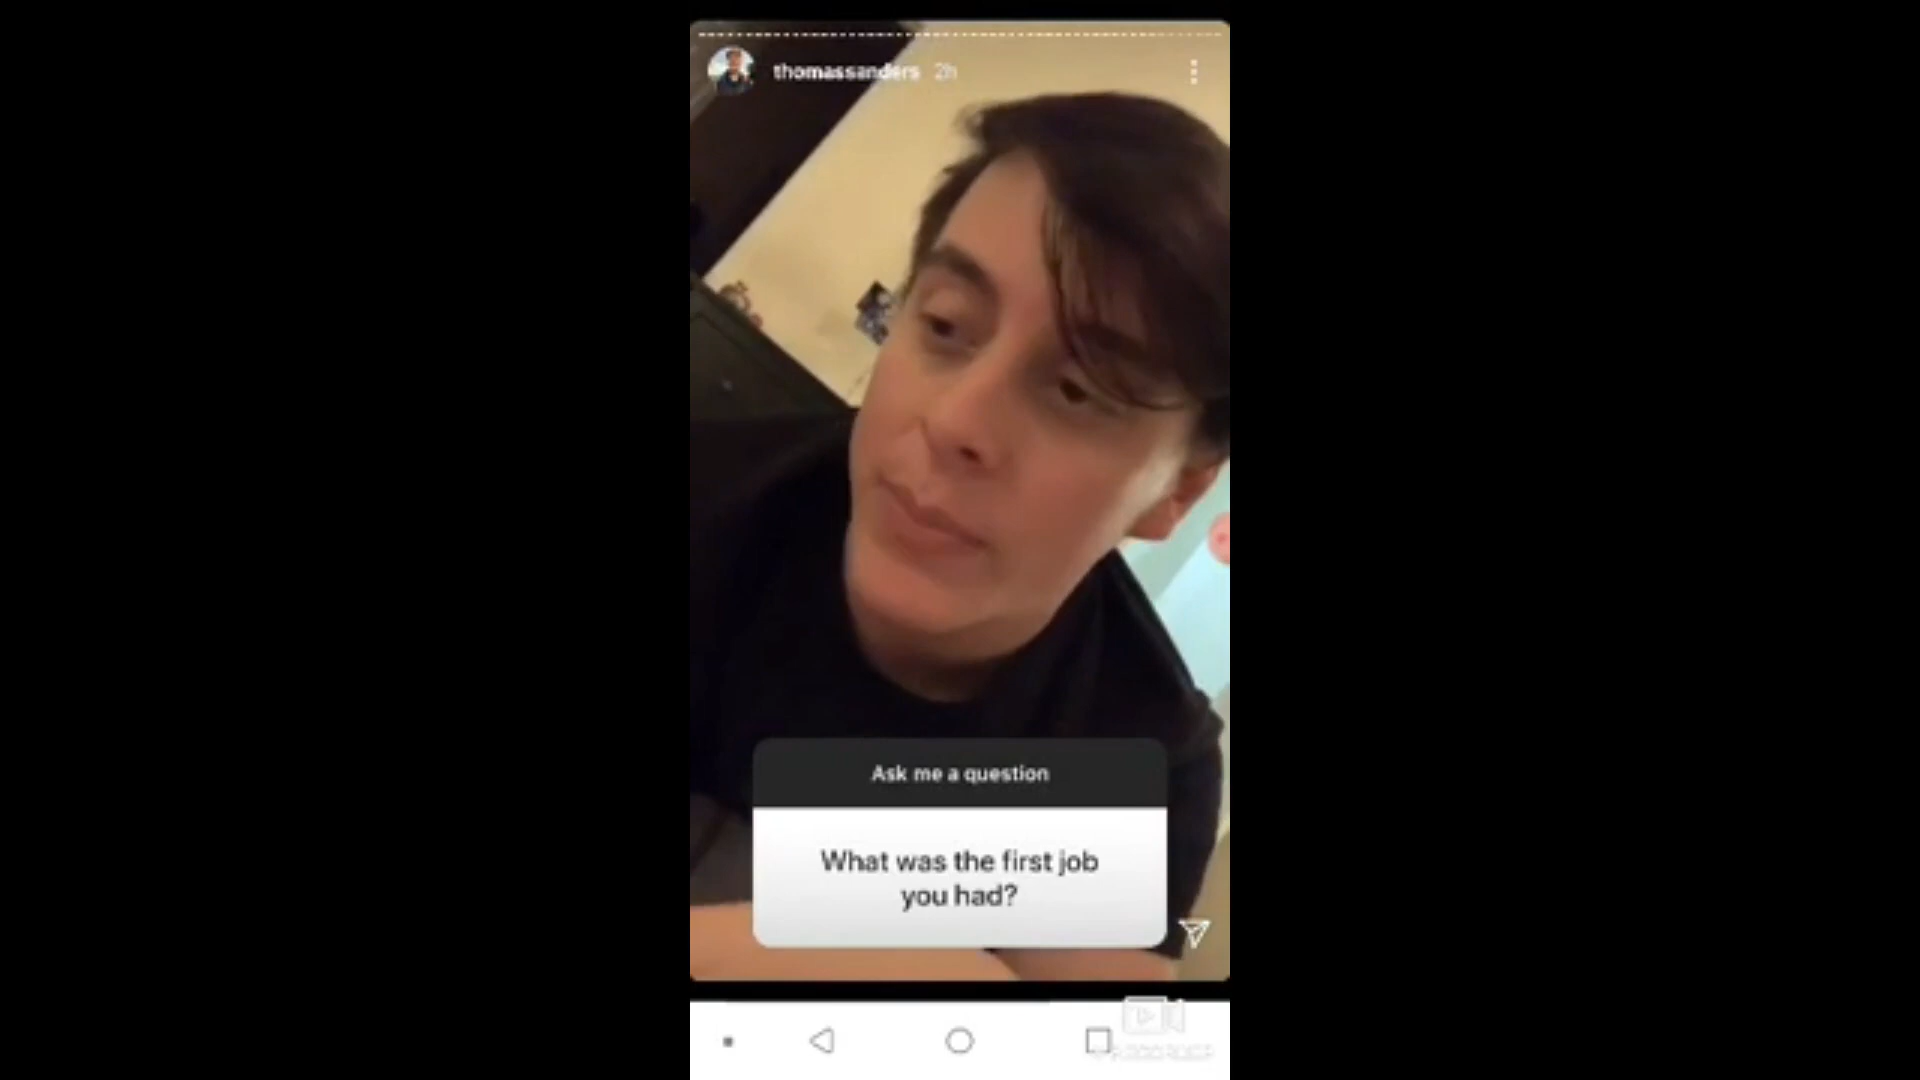 thomassanders 2h
Ask me a question
What was the first job
you had?